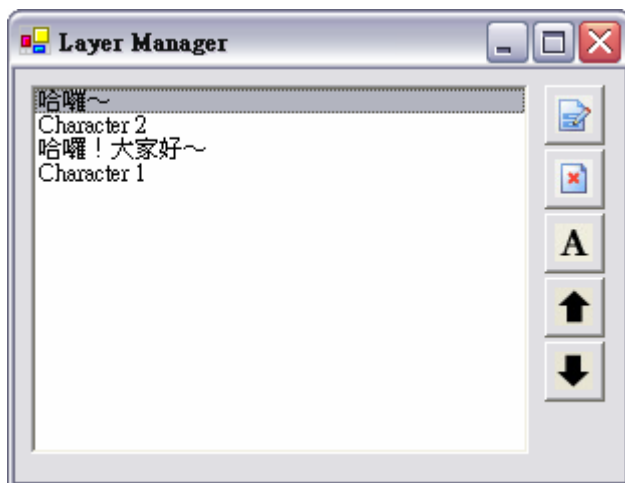 Layer Manager
哈囉～
Character 2
哈囉！大家好～
Character 1
A